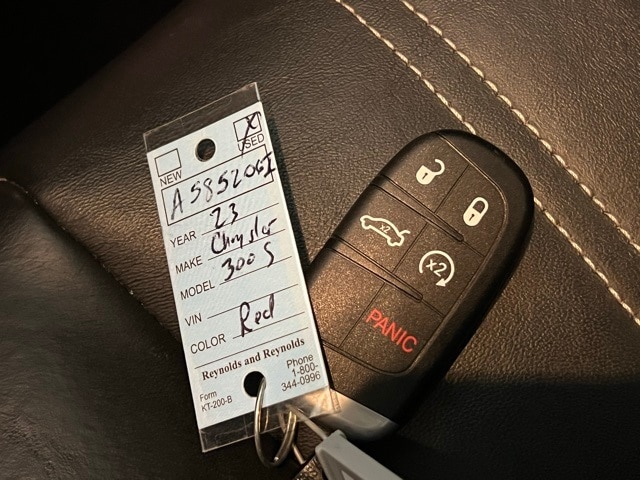 NEW
X
USED
A585206I
YEAR 23
MAKE Chrysler
MODEL 300S
VIN
COLOR Red
Reynolds and Reynolds
Form
KT-200-B
Phone
1-800-
344-0996
x2
x2
PANIC